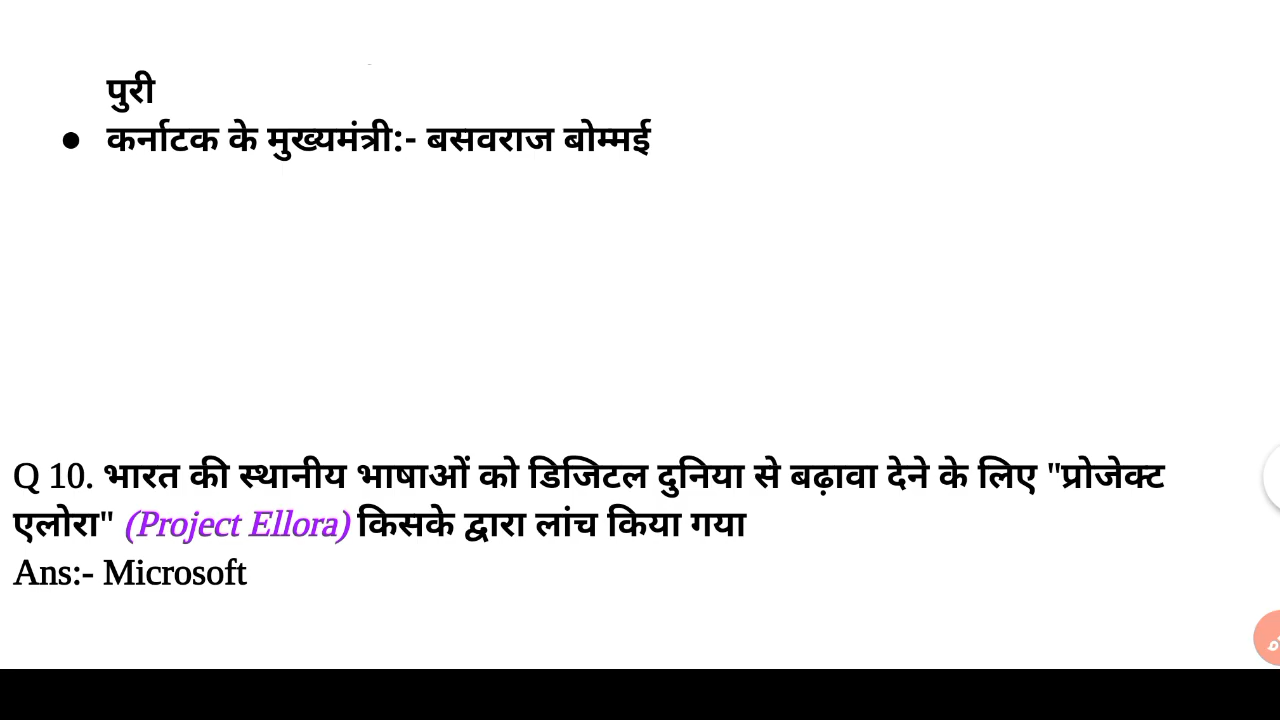 पुरी
● कर्नाटक के मुख्यमंत्री:- बसवराज बोम्मई
Q 10. भारत की स्थानीय भाषाओं को डिजिटल दुनिया से बढ़ावा देने के लिए "प्रोजेक्ट
एलोरा" (Project Ellora) किसके द्वारा लांच किया गया
Ans:- Microsoft